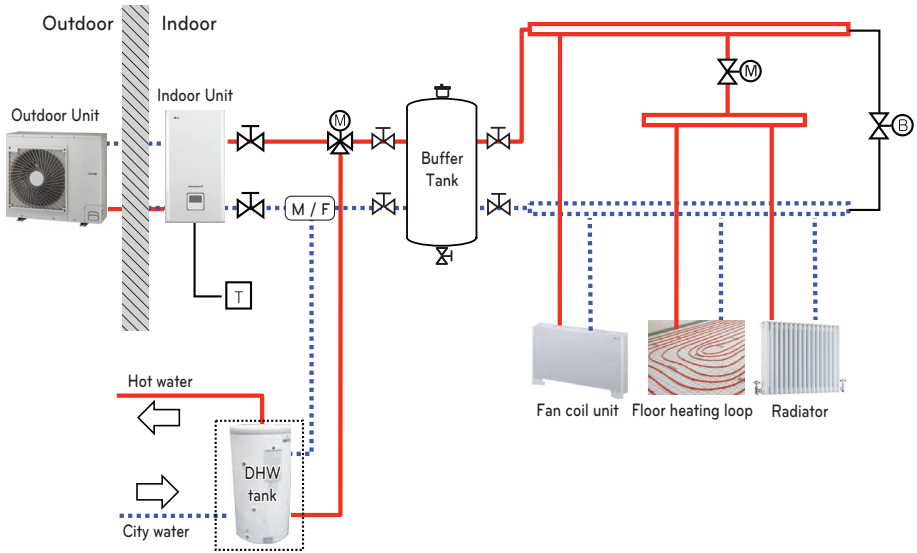 Outdoor
Indoor
Outdoor Unit
Indoor Unit
M
M
B
Buffer
Tank
M / F
T
Hot water
DHW
tank
City water
Fan coil unit
Floor heating loop
Radiator